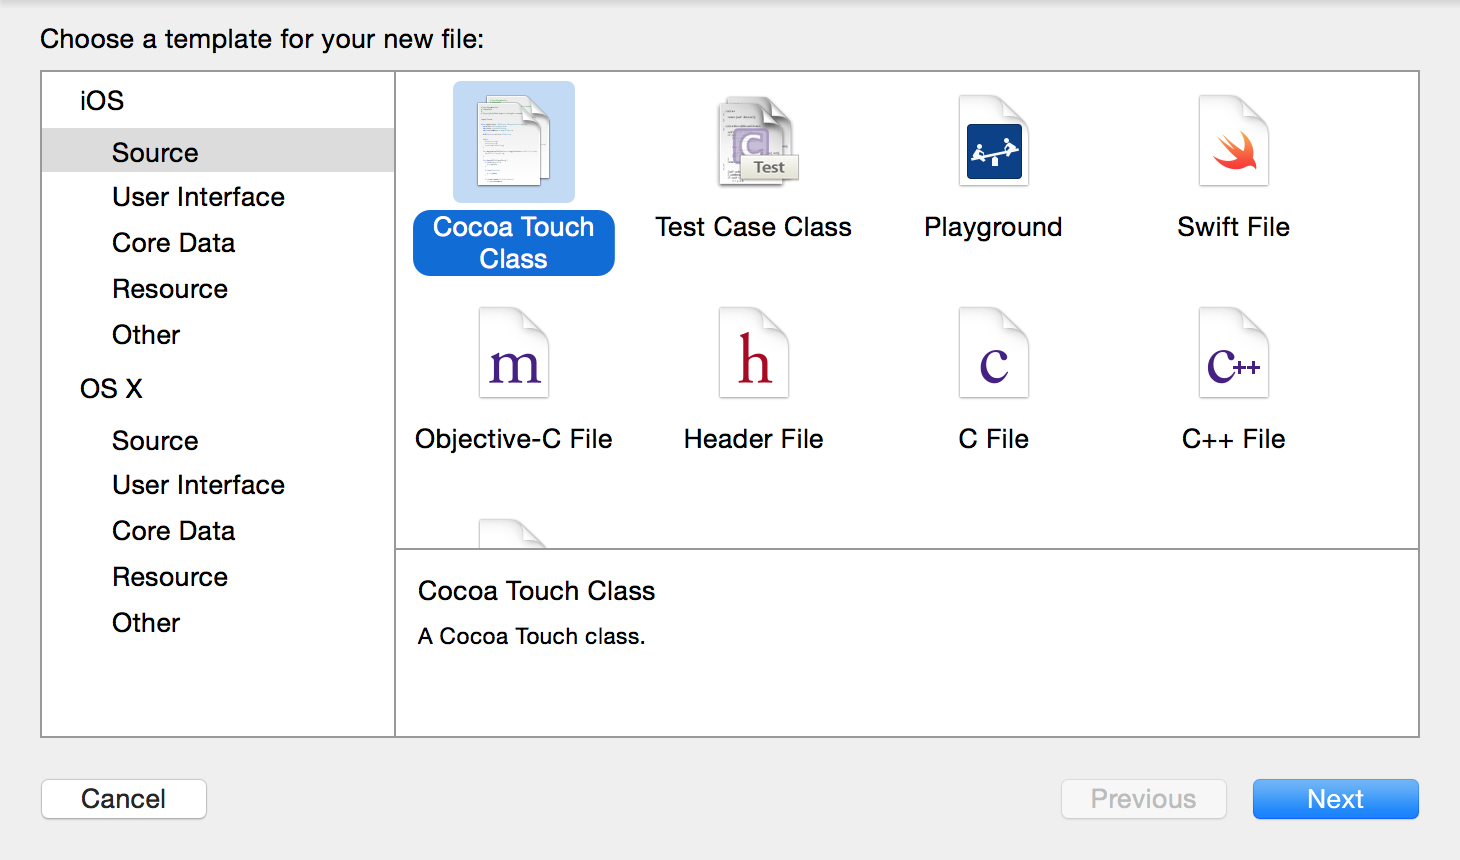 Choose a template for your new file:
iOS
Source
User Interface
Core Data
Resource
Other
OS X
Source
User Interface
Core Data
Resource
Other
Cocoa Touch
Class
Test
Test Case Class
Playground
Swift File
m
Objective-C File
h
Header File
c
C File
C++
C++ File
Cocoa Touch Class
A Cocoa Touch class.
Cancel
Previous
Next